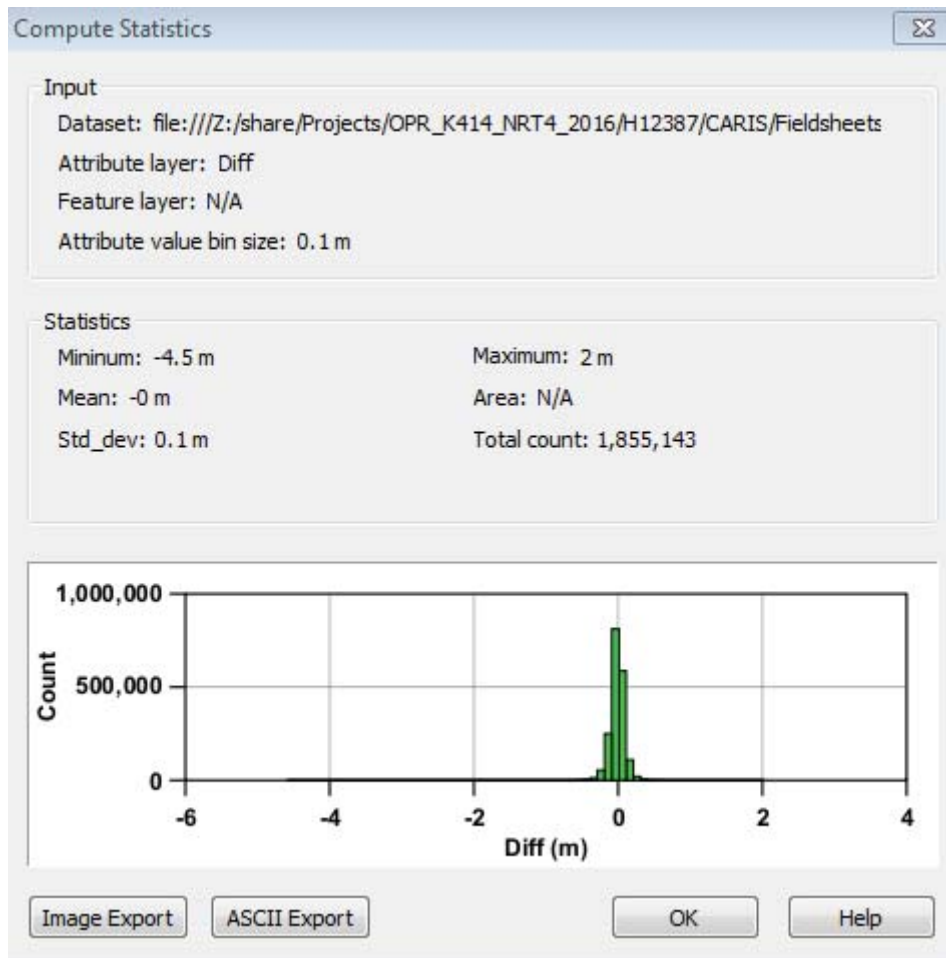 Compute Statistics
Input
Dataset: file:///Z:/share/Projects/OPR_K414_NRT4_2016/H12387/CARIS/Fieldsheets
Attribute layer: Diff
Feature layer: N/A
Attribute value bin size: 0.1 m
Statistics
Mininum: -4.5 m
Maximum: 2 m
Mean: -0 m
Area: N/A
Std_dev: 0.1 m
Total count: 1,855,143
1,000,000
500,000
0
Count
-6 -4 -2 0 2 4
Diff (m)
Image Export
ASCII Export
OK
Help